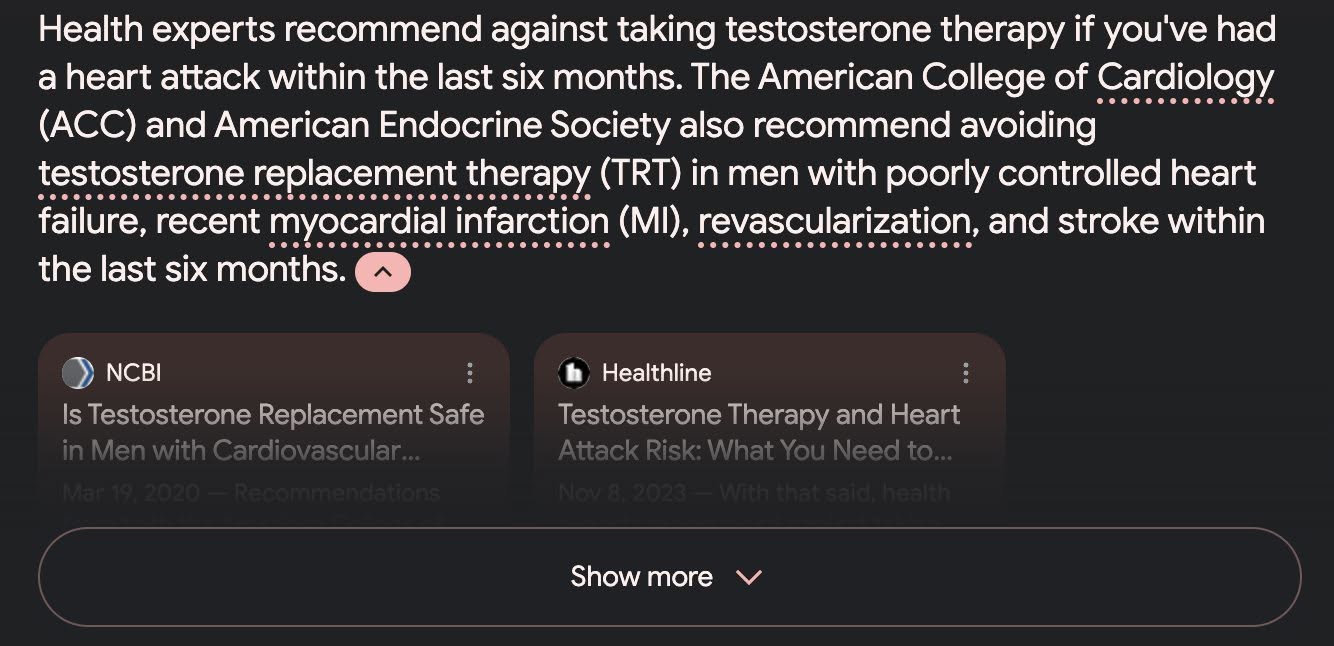 Health experts recommend against taking testosterone therapy if you've had
a heart attack within the last six months. The American College of Cardiology
(ACC) and American Endocrine Society also recommend avoiding
testosterone replacement therapy (TRT) in men with poorly controlled heart
failure, recent myocardial infarction (MI), revascularization, and stroke within
the last six months.
NCBI
Is Testosterone Replacement Safe
in Men with Cardiovascular...
Mar 19, 2020 — Recommendations
Healthline
Testosterone Therapy and Heart
Attack Risk: What You Need to...
Nov 8, 2023 — With that said, health
Show more